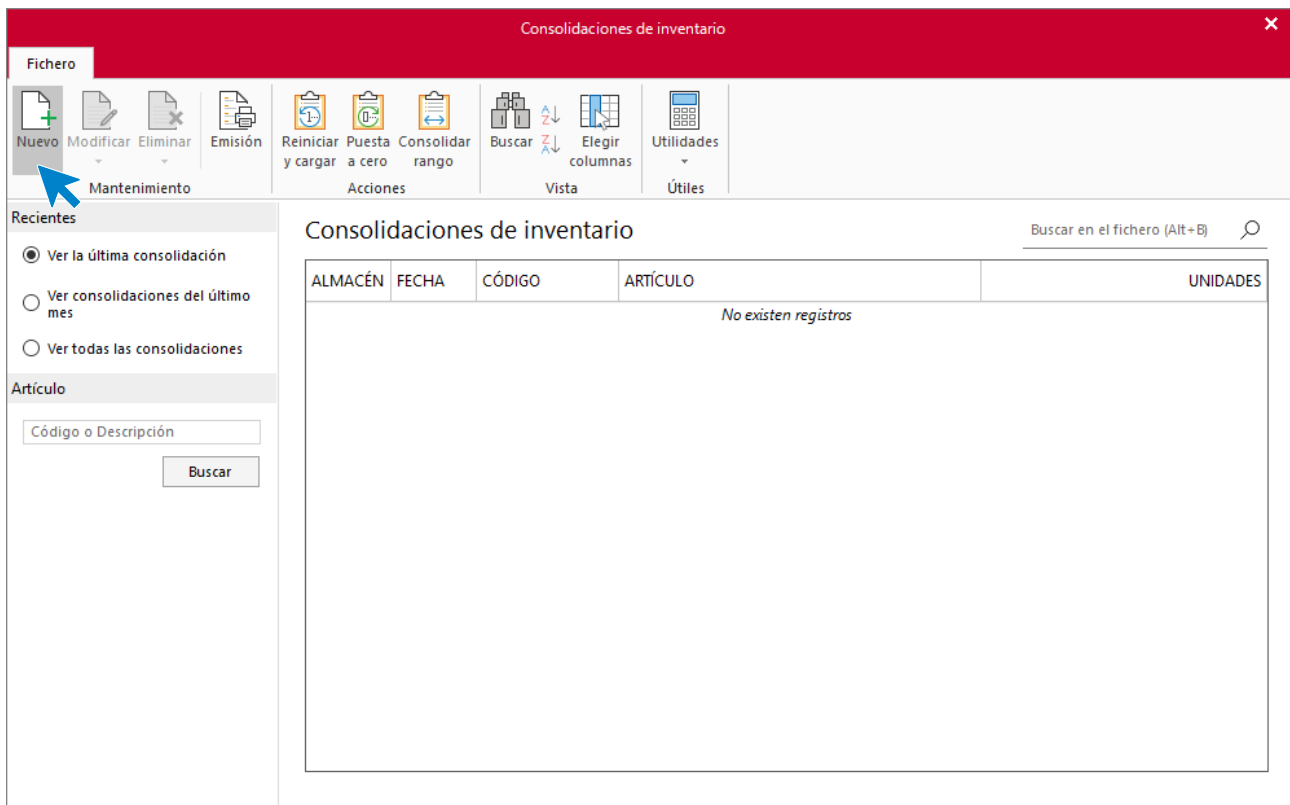 Consolidaciones de inventario
Fichero
Nuevo
Modificar
Eliminar
Emisión
Mantenimiento
Reiniciar
y cargar
Puesta
a cero
Consolidar
rango
Acciones
Buscar
Elegir
columnas
Vista
Utilidades
Útiles
Recientes
Ver la última consolidación
Ver consolidaciones del último
mes
Ver todas las consolidaciones
Artículo
Código o Descripción
Buscar
Consolidaciones de inventario
Buscar en el fichero (Alt+B)
ALMACÉN FECHA CÓDIGO ARTÍCULO UNIDADES
No existen registros